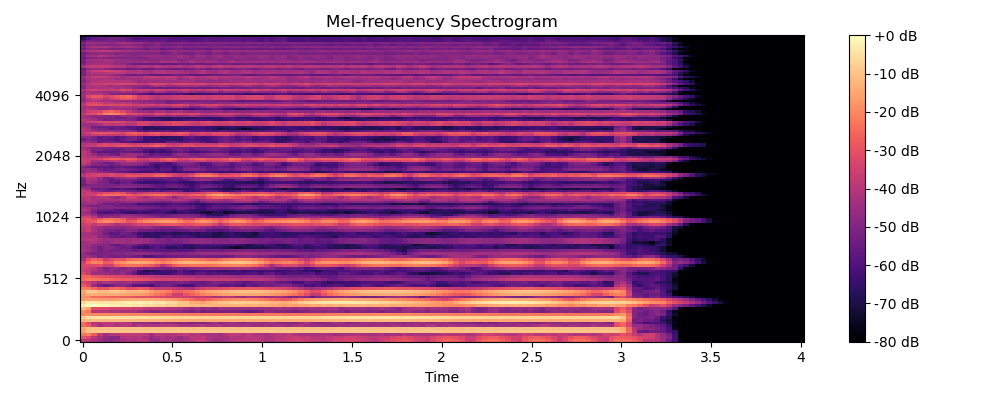 Mel-frequency Spectrogram
+0 dB
-10 dB
-20 dB
-30 dB
-40 dB
-50 dB
-60 dB
-70 dB
-80 dB
Hz
4096
2048
1024
512
0
0 0.5 1 1.5 2 2.5 3 3.5 4
Time